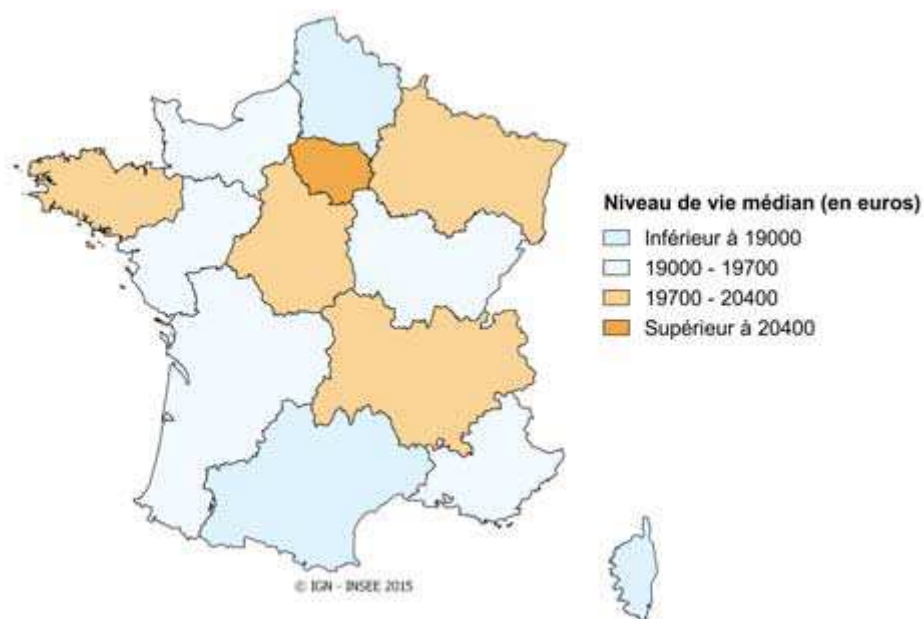 Niveau de vie médian (en euros)
Inférieur à 19000
19000 - 19700
19700 - 20400
Supérieur à 20400
© IGN - INSEE 2015